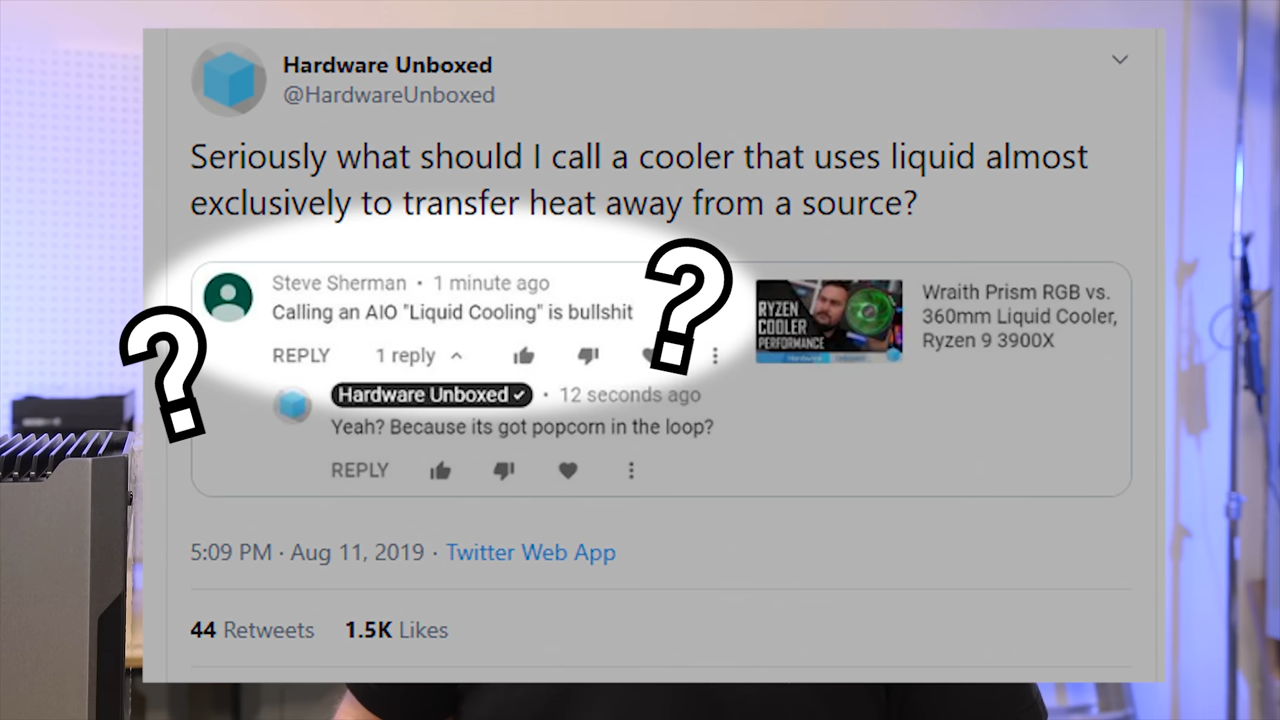 Hardware Unboxed
@HardwareUnboxed
Seriously what should I call a cooler that uses liquid almost
exclusively to transfer heat away from a source?
Steve Sherman • 1 minute ago
Calling an AIO "Liquid Cooling" is bullshit
REPLY 1 reply
Hardware Unboxed • 12 seconds ago
Yeah? Because its got popcorn in the loop?
REPLY
RYZEN
COOLER
PERFORMANCE
Wraith Prism RGB vs.
360mm Liquid Cooler,
Ryzen 9 3900X
5:09 PM · Aug 11, 2019 · Twitter Web App
44 Retweets 1.5K Likes
?
?